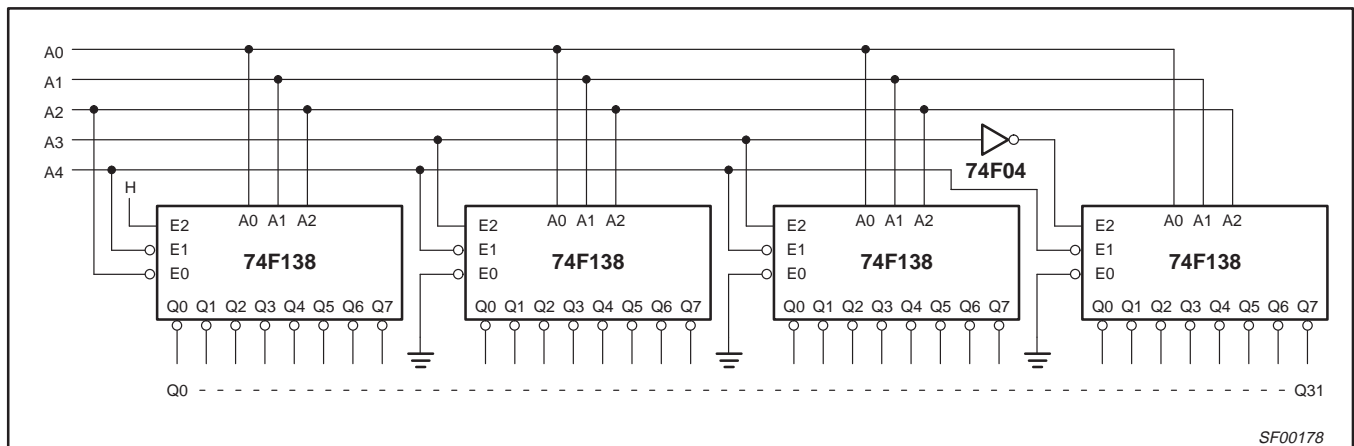 A0
A1
A2
A3
A4
74F04
H
E2 A0 A1 A2 E2 A0 A1 A2 E2 A0 A1 A2 E2 A0 A1 A2
E1 74F138 E1 74F138 E1 74F138 E1 74F138
E0 E0 E0 E0
Q0 Q1 Q2 Q3 Q4 Q5 Q6 Q7 Q0 Q1 Q2 Q3 Q4 Q5 Q6 Q7 Q0 Q1 Q2 Q3 Q4 Q5 Q6 Q7 Q0 Q1 Q2 Q3 Q4 Q5 Q6 Q7
Q0 Q31
SF00178